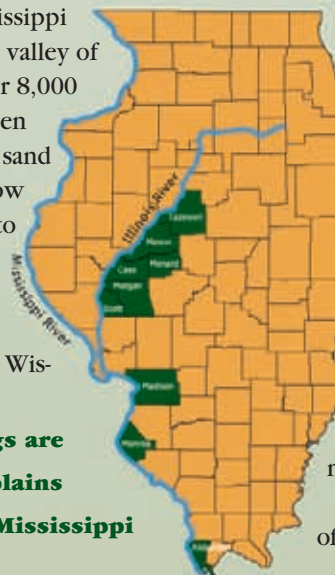 issippi
valley of
r 8,000
en
sand
ow
to
Wis-
gs are
plains
Mississippi
Illinois River
Mississippi River
Tazewell
Mason
Menard
Cass
Morgan
Scott
Madison
Monroe
r
of